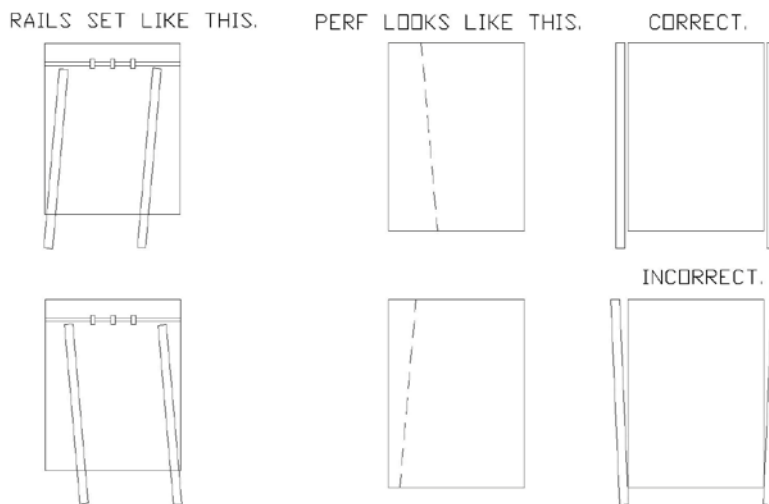 RAILS SET LIKE THIS.
PERF LOOKS LIKE THIS.
CORRECT.
INCORRECT.